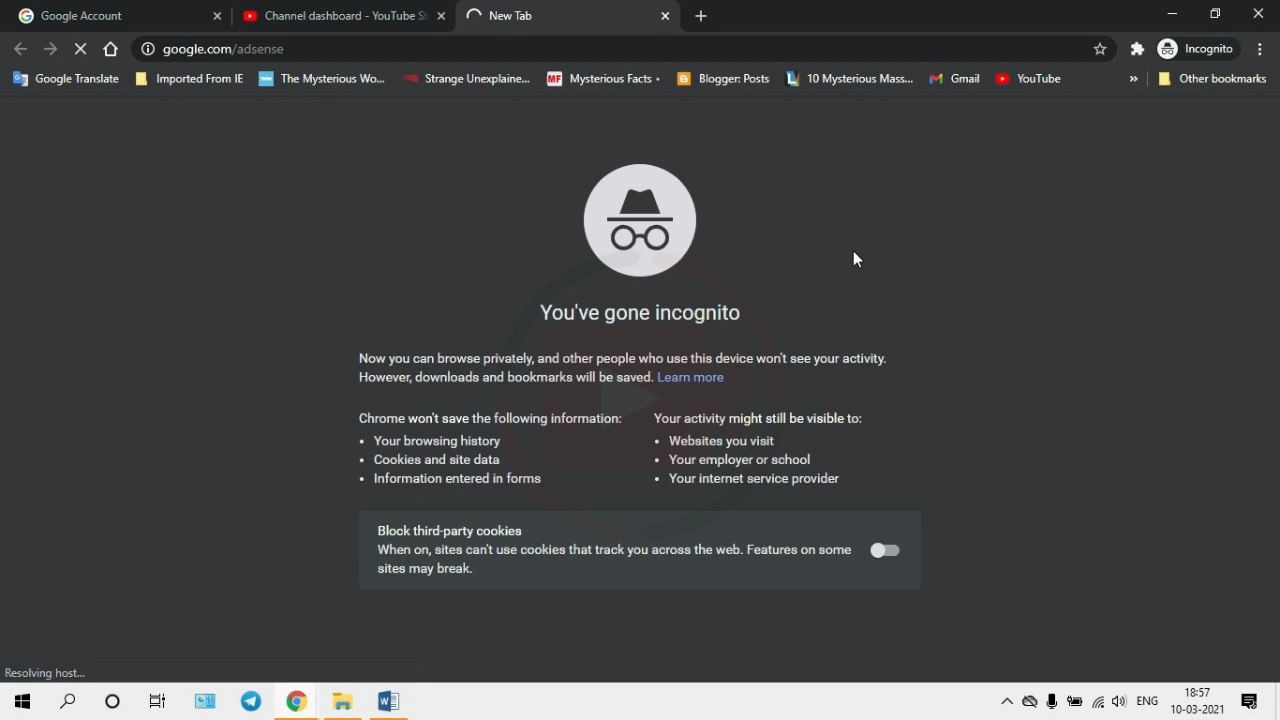 Google Account
Channel dashboard - YouTube St
New Tab
google.com/adsense
Incognito
Google Translate
Imported From IE
The Mysterious Wo...
Strange Unexplaine...
MF Mysterious Facts •
Blogger: Posts
10 Mysterious Mass...
Gmail
YouTube
»
Other bookmarks
You've gone incognito
Now you can browse privately, and other people who use this device won't see your activity.
However, downloads and bookmarks will be saved. Learn more
Chrome won't save the following information:
• Your browsing history
• Cookies and site data
• Information entered in forms
Your activity might still be visible to:
• Websites you visit
• Your employer or school
• Your internet service provider
Block third-party cookies
When on, sites can't use cookies that track you across the web. Features on some
sites may break.
Resolving host...
ENG
18:57
10-03-2021